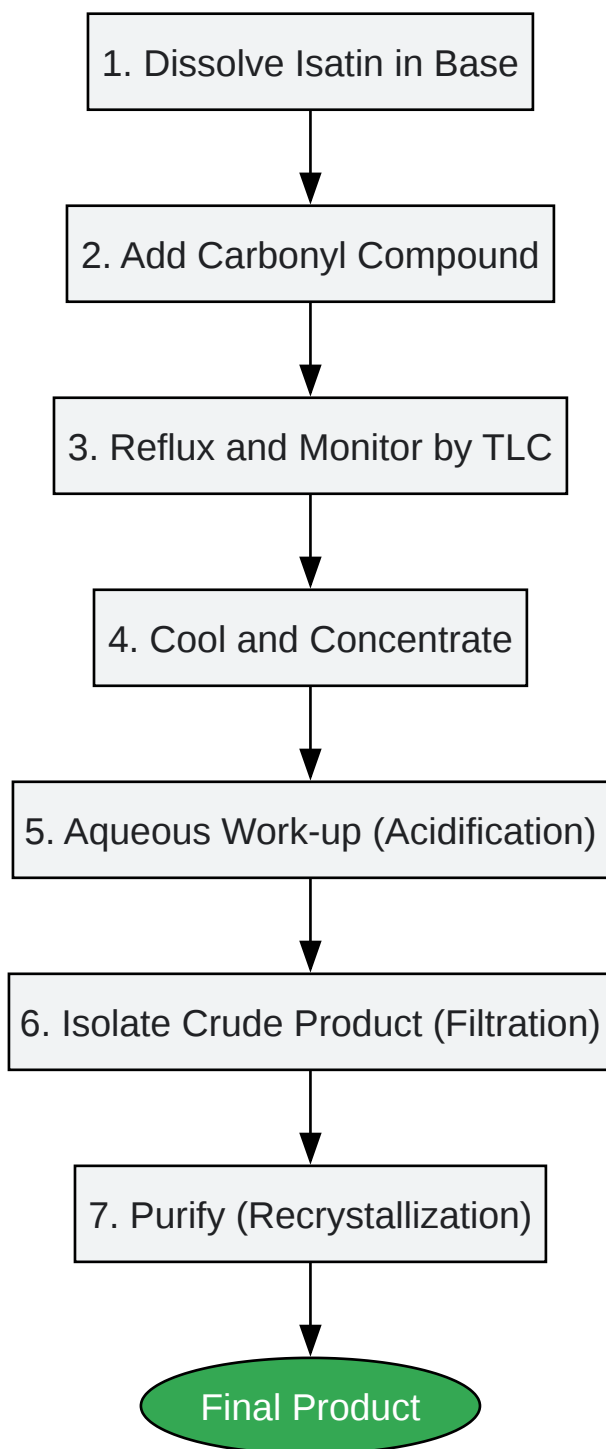 1. Dissolve Isatin in Base
2. Add Carbonyl Compound
3. Reflux and Monitor by TLC
4. Cool and Concentrate
5. Aqueous Work-up (Acidification)
6. Isolate Crude Product (Filtration)
7. Purify (Recrystallization)
Final Product